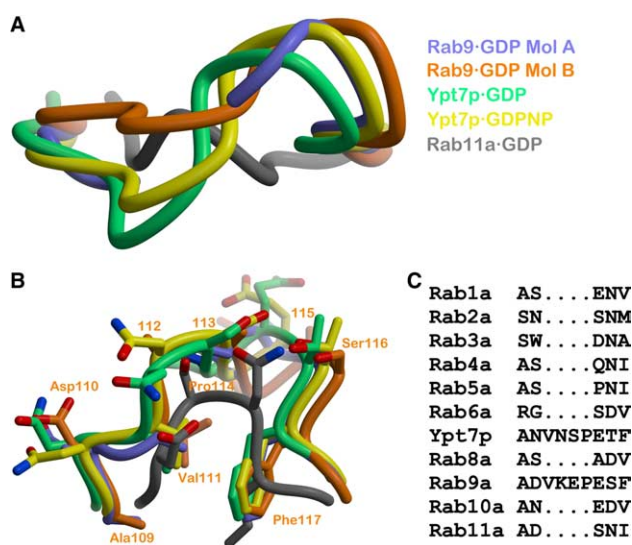 A
Rab9·GDP Mol A
Rab9·GDP Mol B
Ypt7p·GDP
Ypt7p·GDPNP
Rab11a·GDP
B
112
113
115
Ser116
Asp110
Pro114
Val111
Ala109
Phe117
C
Rab1a AS....ENV
Rab2a SN....SNM
Rab3a SW....DNA
Rab4a AS....QNI
Rab5a AS....PNI
Rab6a RG....SDV
Ypt7p ANVNSPETF
Rab8a AS....ADV
Rab9a ADVKEPESF
Rab10a AN....EDV
Rab11a AD....SNI